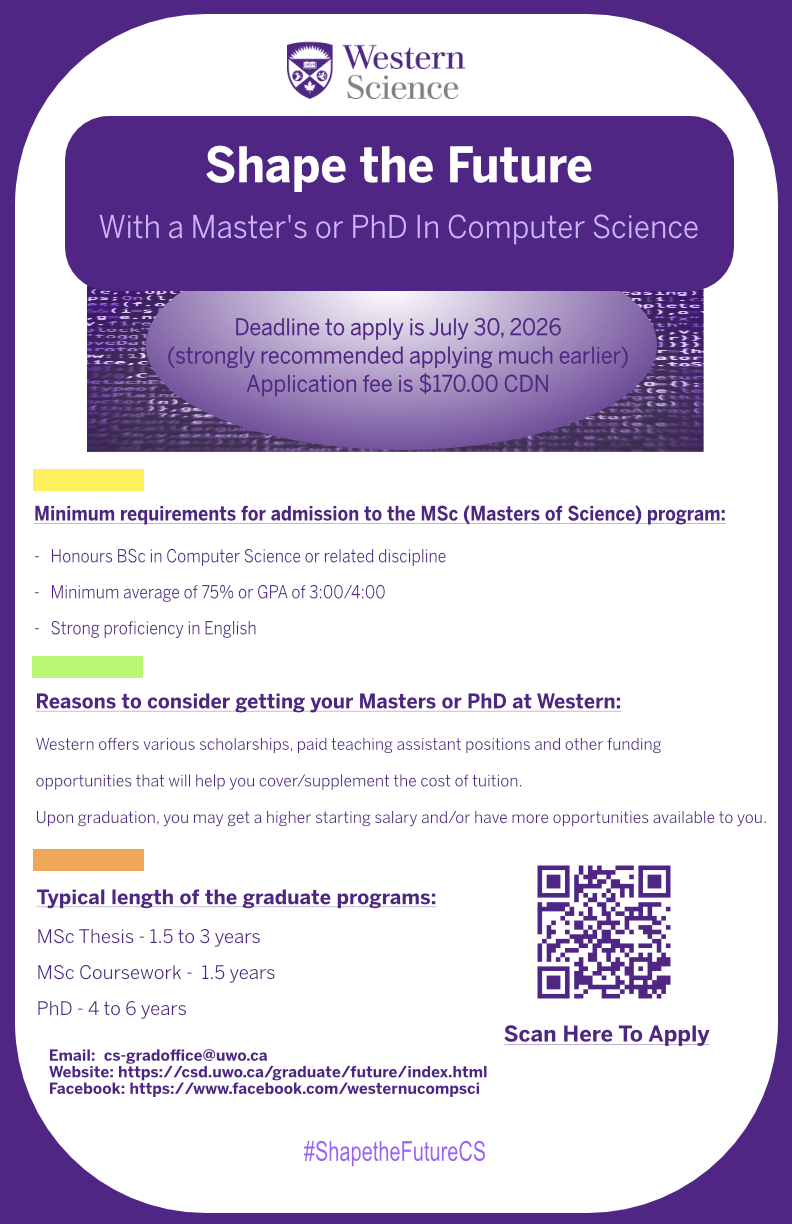 Western
Science
Shape the Future
With a Master's or PhD In Computer Science
Deadline to apply is July 30, 2026
(strongly recommended applying much earlier)
Application fee is $170.00 CDN
Minimum requirements for admission to the MSc (Masters of Science) program:
- Honours BSc in Computer Science or related discipline
- Minimum average of 75% or GPA of 3:00/4:00
- Strong proficiency in English
Reasons to consider getting your Masters or PhD at Western:
Western offers various scholarships, paid teaching assistant positions and other funding
opportunities that will help you cover/supplement the cost of tuition.
Upon graduation, you may get a higher starting salary and/or have more opportunities available to you.
Typical length of the graduate programs:
MSc Thesis - 1.5 to 3 years
MSc Coursework - 1.5 years
PhD - 4 to 6 years
Scan Here To Apply
Email: cs-gradoffice@uwo.ca
Website: https://csd.uwo.ca/graduate/future/index.html
Facebook: https://www.facebook.com/westernucompsci
#ShapetheFutureCS